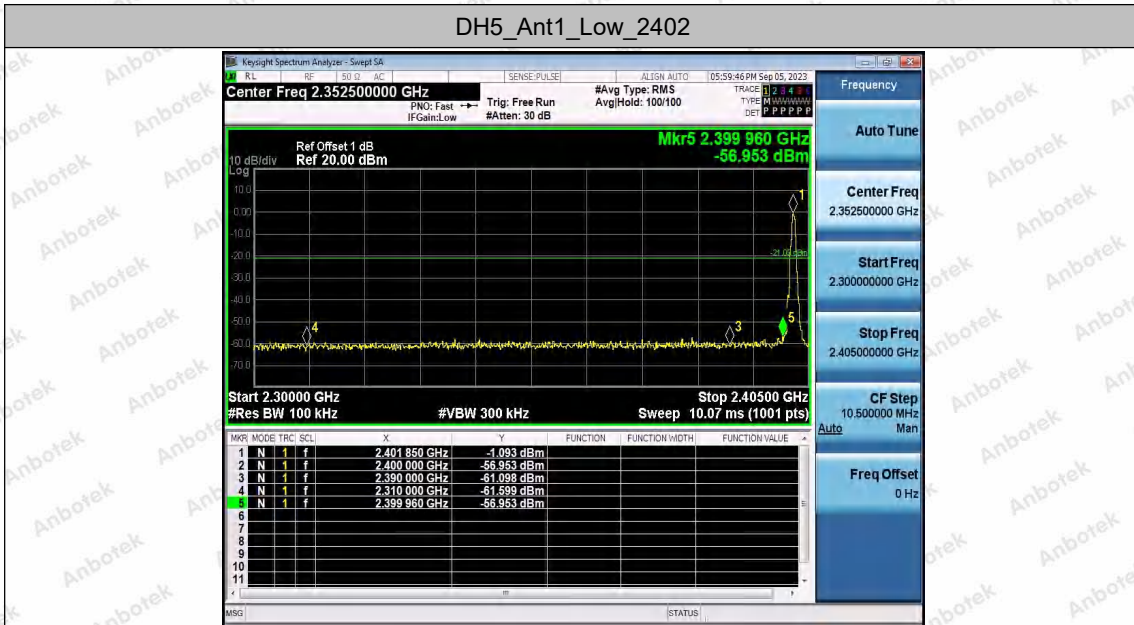 DH5_Ant1_Low_2402
Keysight Spectrum Analyzer - Swept SA
RL RF 50 Ω AC SENSE:PULSE ALIGN AUTO 05:59:46 PM Sep 05, 2023
Center Freq 2.352500000 GHz
PNO: Fast
IFGain:Low
Trig: Free Run
#Atten: 30 dB
#Avg Type: RMS
Avg|Hold: 100/100
TRACE 1 2 3 4 5 6
TYPE M WWWWW
DET P P P P P P
Mkr5 2.399 960 GHz
-56.953 dBm
Ref Offset 1 dB
10 dB/div Ref 20.00 dBm
Log
10.0
0.00
-10.0
-20.0
-30.0
-40.0
-50.0
-60.0
-70.0
1
4
3
5
Start 2.30000 GHz Stop 2.40500 GHz
#Res BW 100 kHz #VBW 300 kHz Sweep 10.07 ms (1001 pts)
MKR MODE TRC SCL X Y FUNCTION FUNCTION WIDTH FUNCTION VALUE
1 N 1 f 2.401 850 GHz -1.093 dBm
2 N 1 f 2.400 000 GHz -56.953 dBm
3 N 1 f 2.390 000 GHz -61.098 dBm
4 N 1 f 2.310 000 GHz -61.599 dBm
5 N 1 f 2.399 960 GHz -56.953 dBm
6
7
8
9
10
11
MSG STATUS
Frequency
Auto Tune
Center Freq
2.352500000 GHz
Start Freq
2.300000000 GHz
Stop Freq
2.405000000 GHz
CF Step
10.500000 MHz
Auto Man
Freq Offset
0 Hz
Anbotek